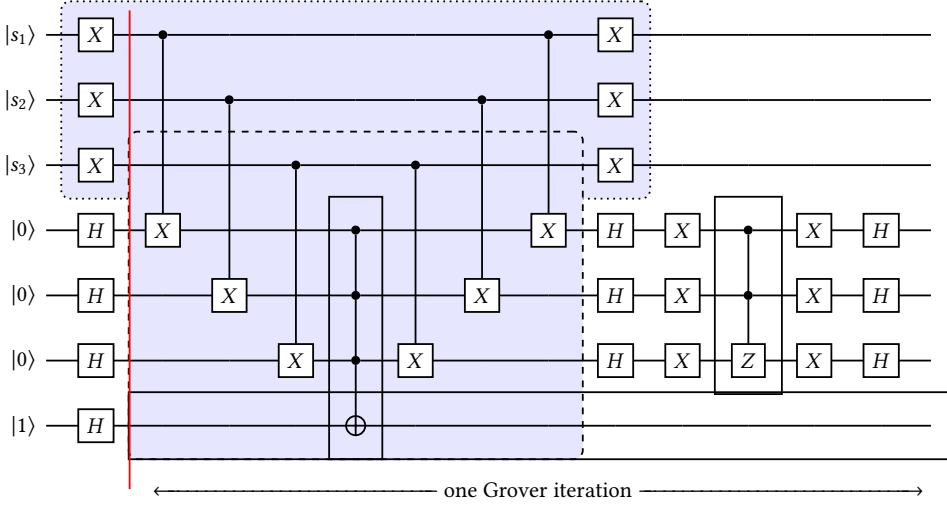 |s₁⟩ X X
|s₂⟩ X X
|s₃⟩ X X
|0⟩ H X X H X X H
|0⟩ H X X H X X H
|0⟩ H X X H X Z X H
|1⟩ H
one Grover iteration